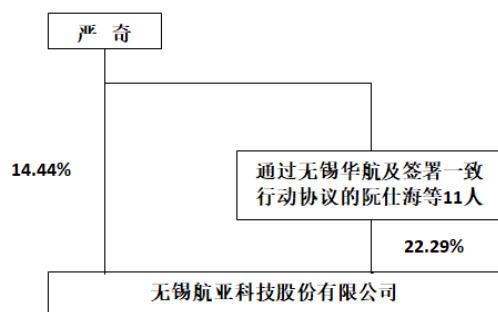 严 奇
14.44%
通过无锡华航及签署一致
行动协议的阮仕海等11人
22.29%
无锡航亚科技股份有限公司